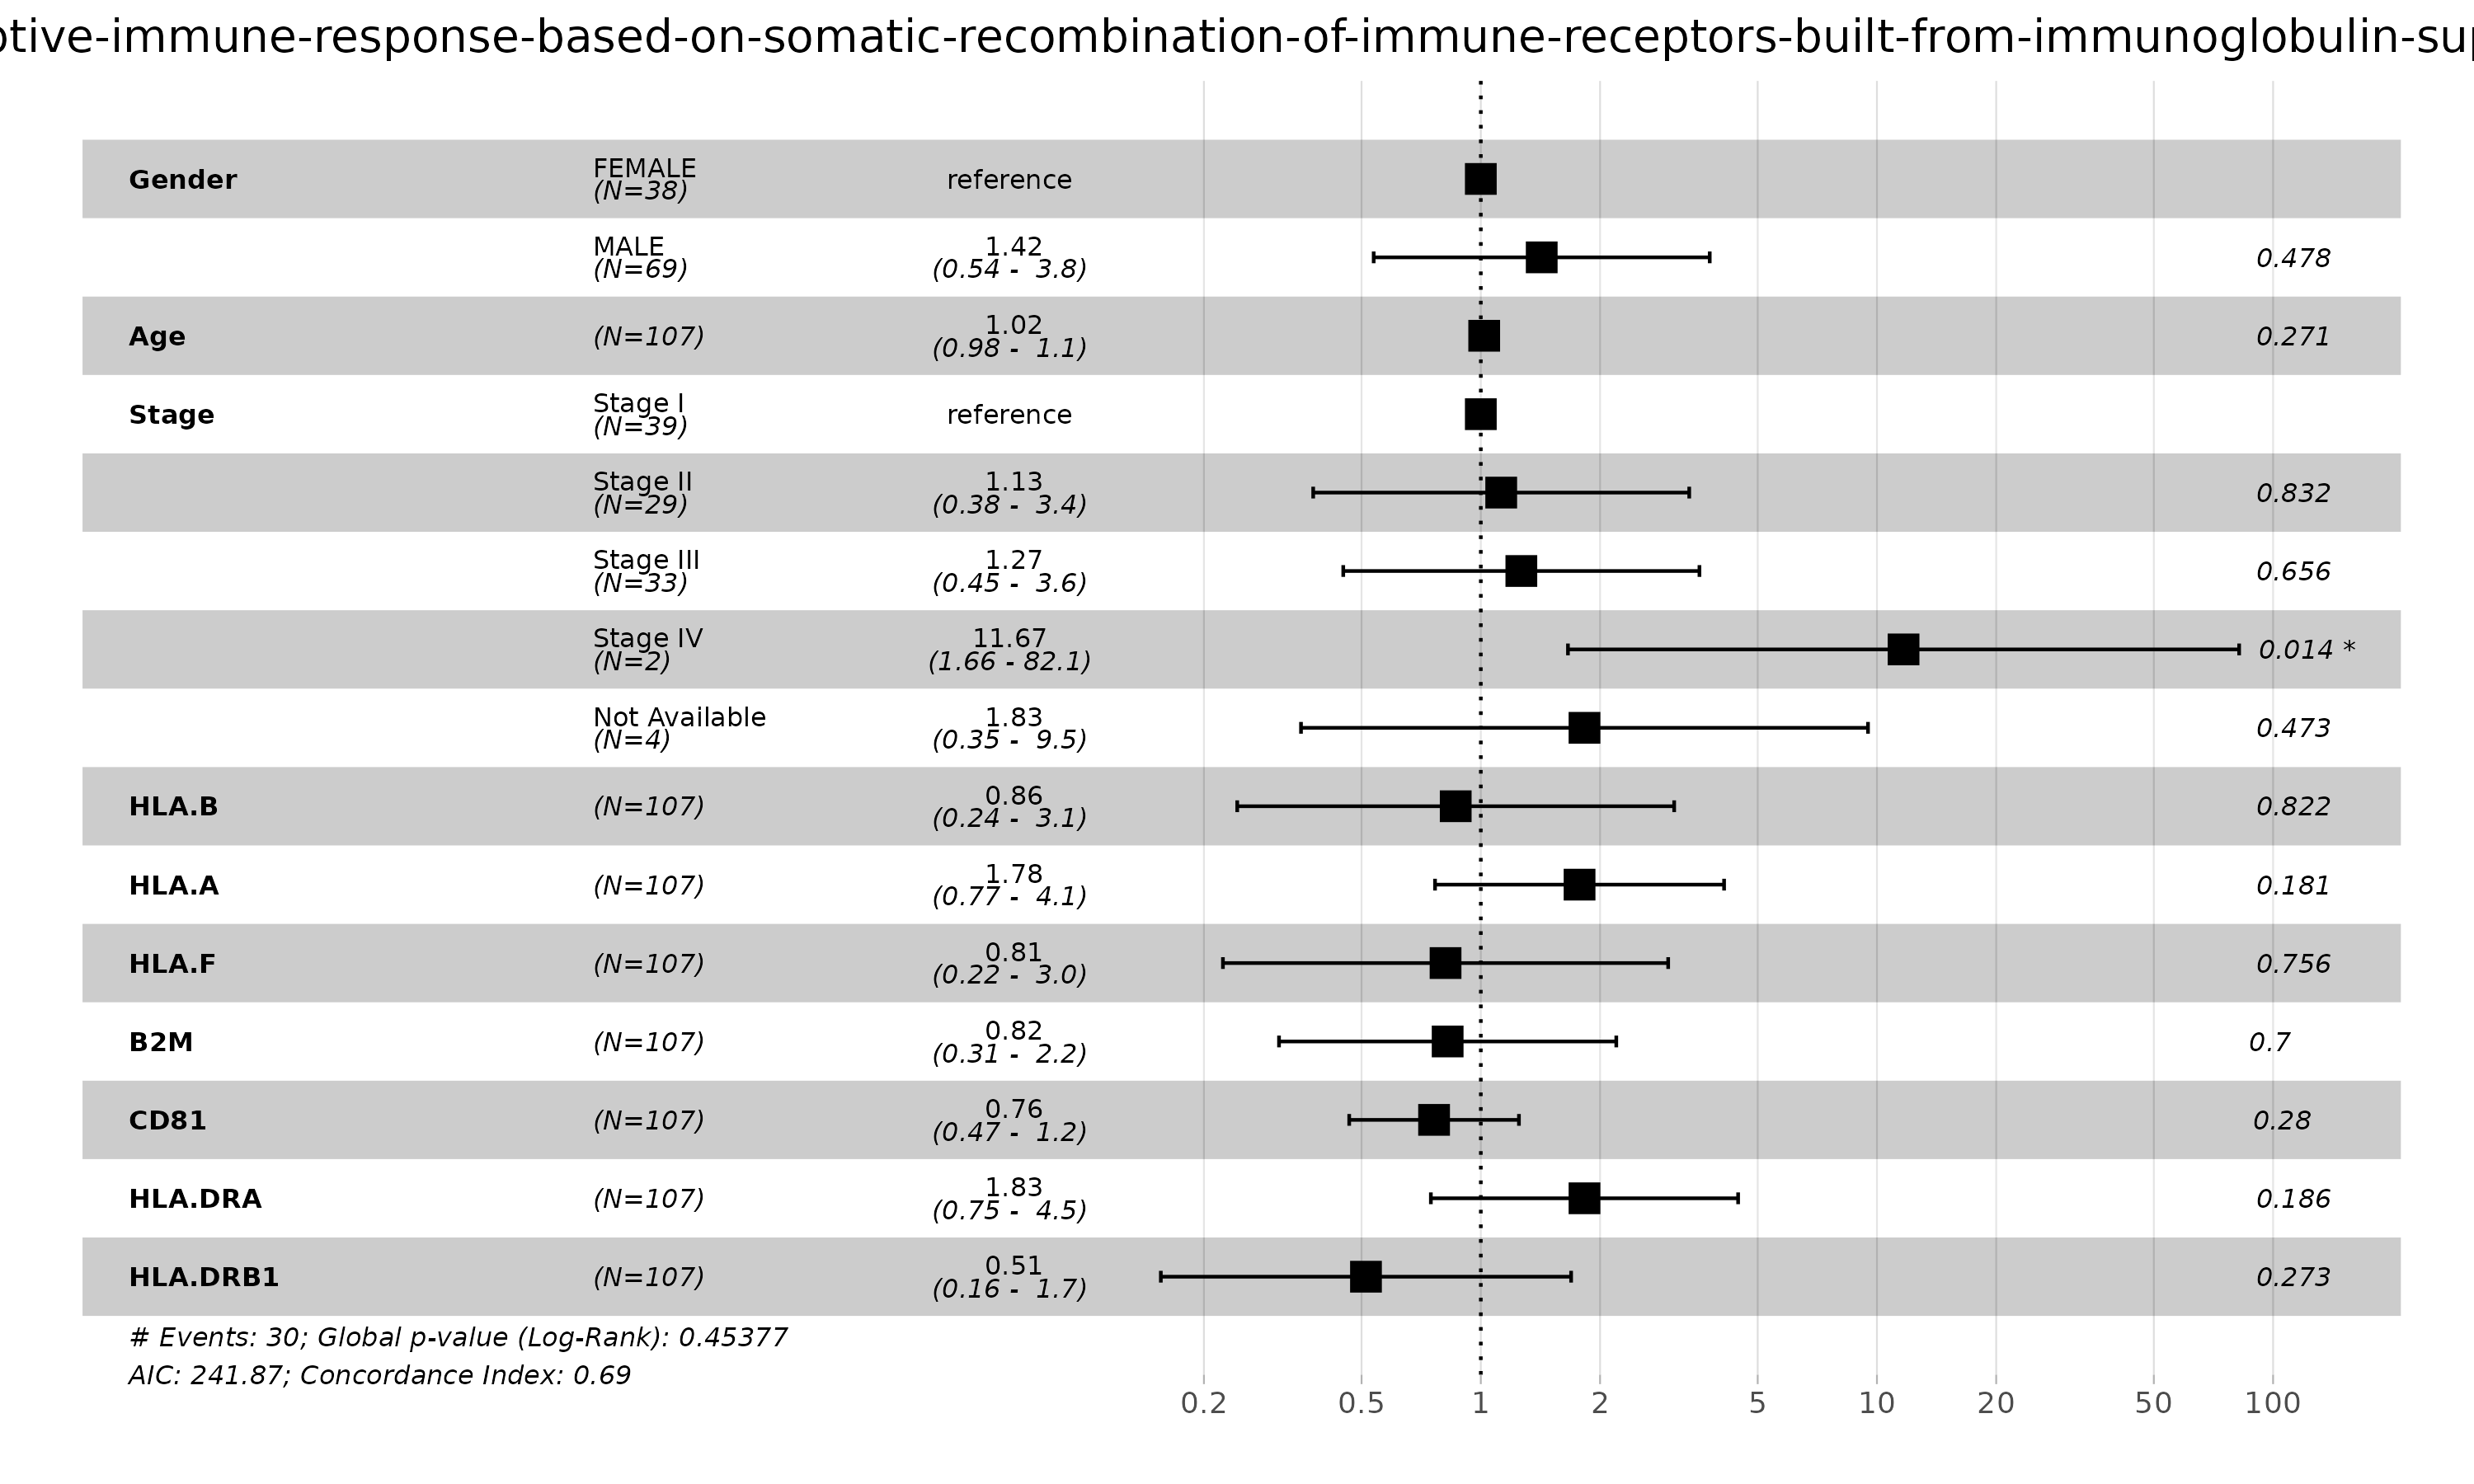 ptive-immune-response-based-on-somatic-recombination-of-immune-receptors-built-from-immunoglobulin-sup
Gender FEMALE (N=38) reference
MALE (N=69) 1.42 (0.54 - 3.8) 0.478
Age (N=107) 1.02 (0.98 - 1.1) 0.271
Stage Stage I (N=39) reference
Stage II (N=29) 1.13 (0.38 - 3.4) 0.832
Stage III (N=33) 1.27 (0.45 - 3.6) 0.656
Stage IV (N=2) 11.67 (1.66 - 82.1) 0.014 *
Not Available (N=4) 1.83 (0.35 - 9.5) 0.473
HLA.B (N=107) 0.86 (0.24 - 3.1) 0.822
HLA.A (N=107) 1.78 (0.77 - 4.1) 0.181
HLA.F (N=107) 0.81 (0.22 - 3.0) 0.756
B2M (N=107) 0.82 (0.31 - 2.2) 0.7
CD81 (N=107) 0.76 (0.47 - 1.2) 0.28
HLA.DRA (N=107) 1.83 (0.75 - 4.5) 0.186
HLA.DRB1 (N=107) 0.51 (0.16 - 1.7) 0.273
# Events: 30; Global p-value (Log-Rank): 0.45377
AIC: 241.87; Concordance Index: 0.69
0.2 0.5 1 2 5 10 20 50 100